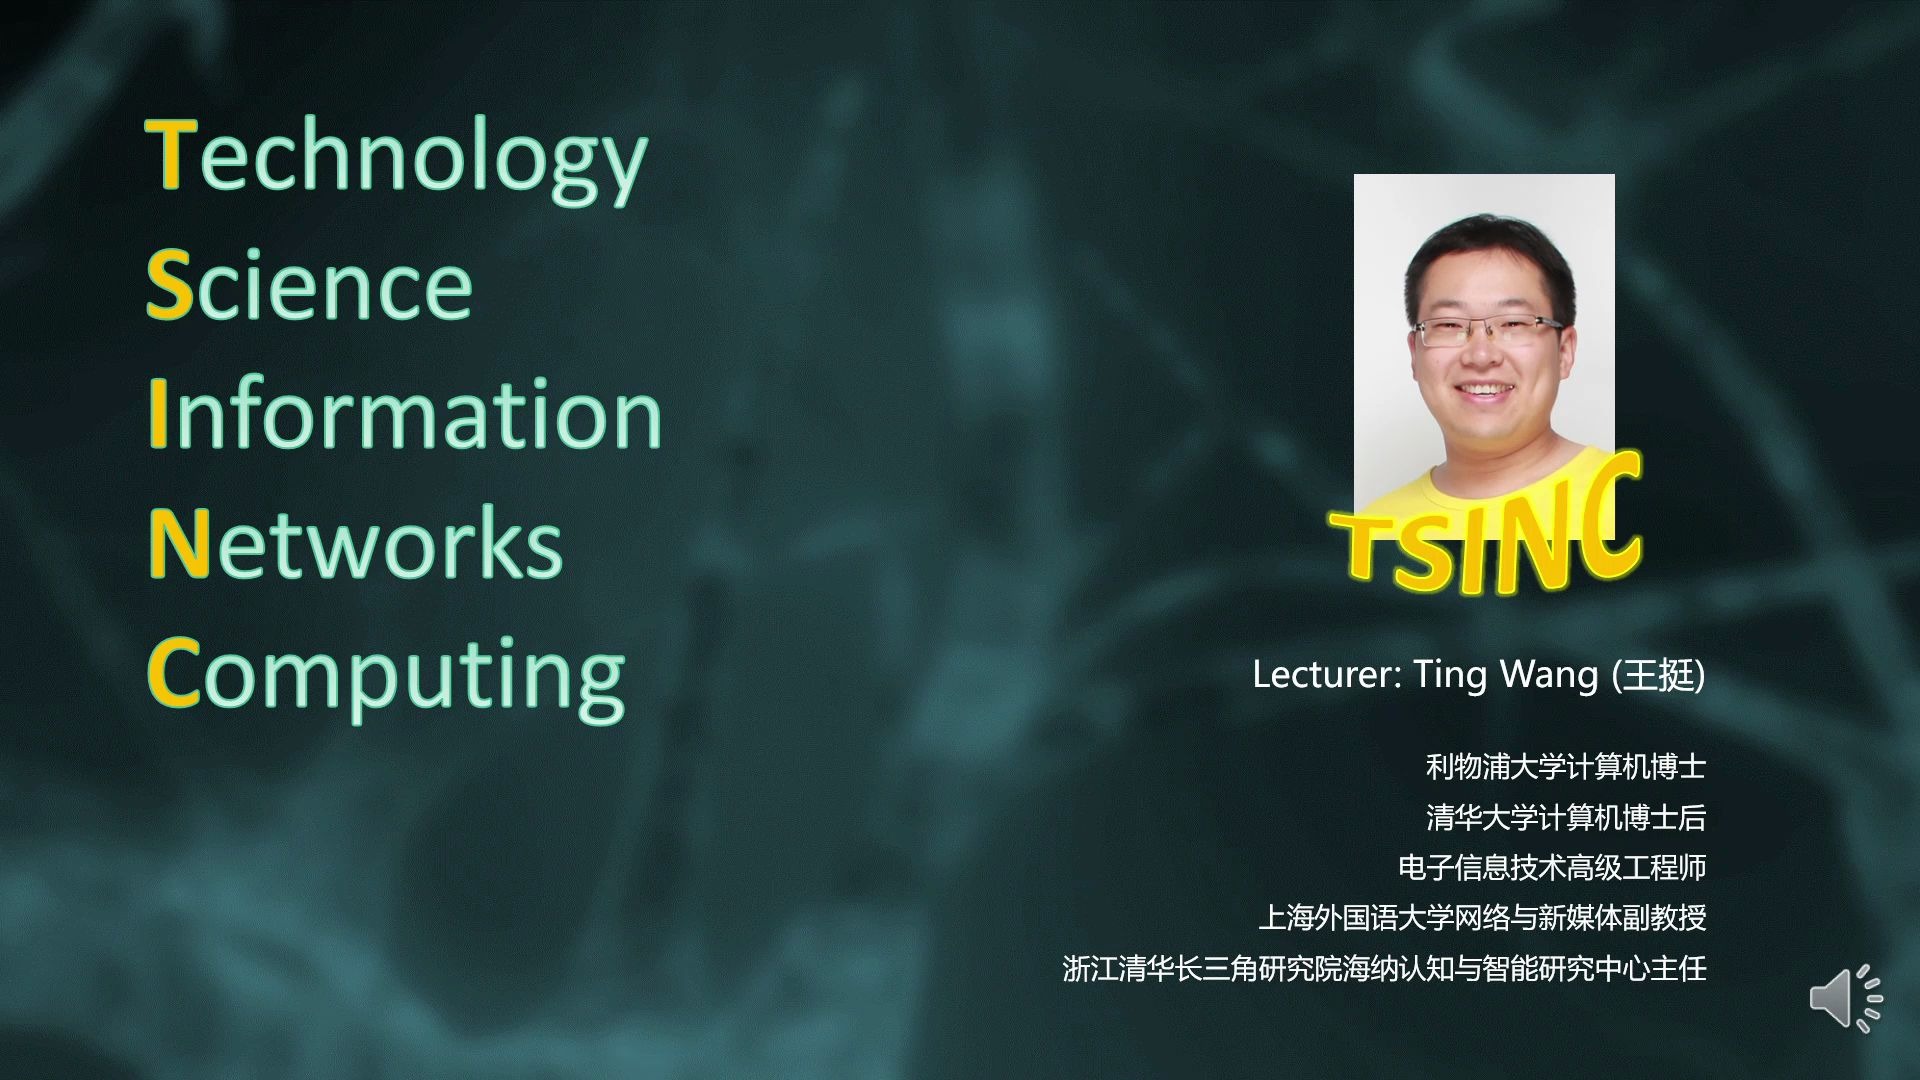 Technology
Science
Information
Networks
Computing
TSINC
Lecturer: Ting Wang (王挺)
利物浦大学计算机博士
清华大学计算机博士后
电子信息技术高级工程师
上海外国语大学网络与新媒体副教授
浙江清华长三角研究院海纳认知与智能研究中心主任